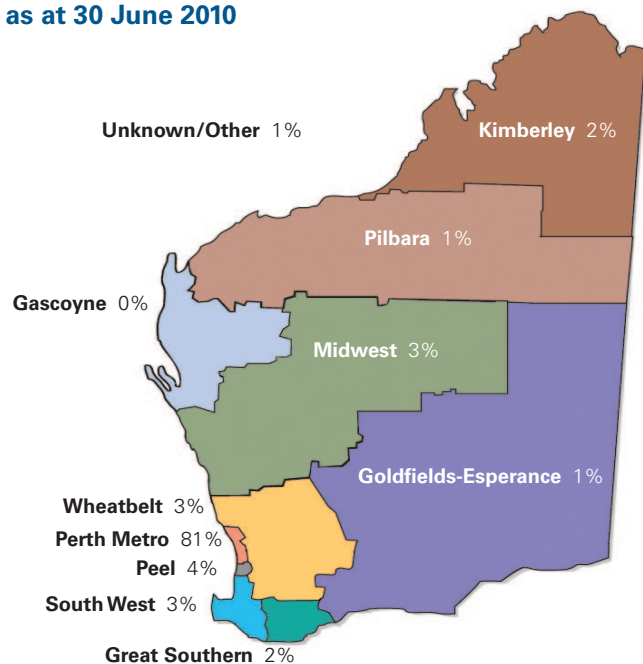 as at 30 June 2010
Unknown/Other 1%
Kimberley 2%
Pilbara 1%
Gascoyne 0%
Midwest 3%
Goldfields-Esperance 1%
Wheatbelt 3%
Perth Metro 81%
Peel 4%
South West 3%
Great Southern 2%